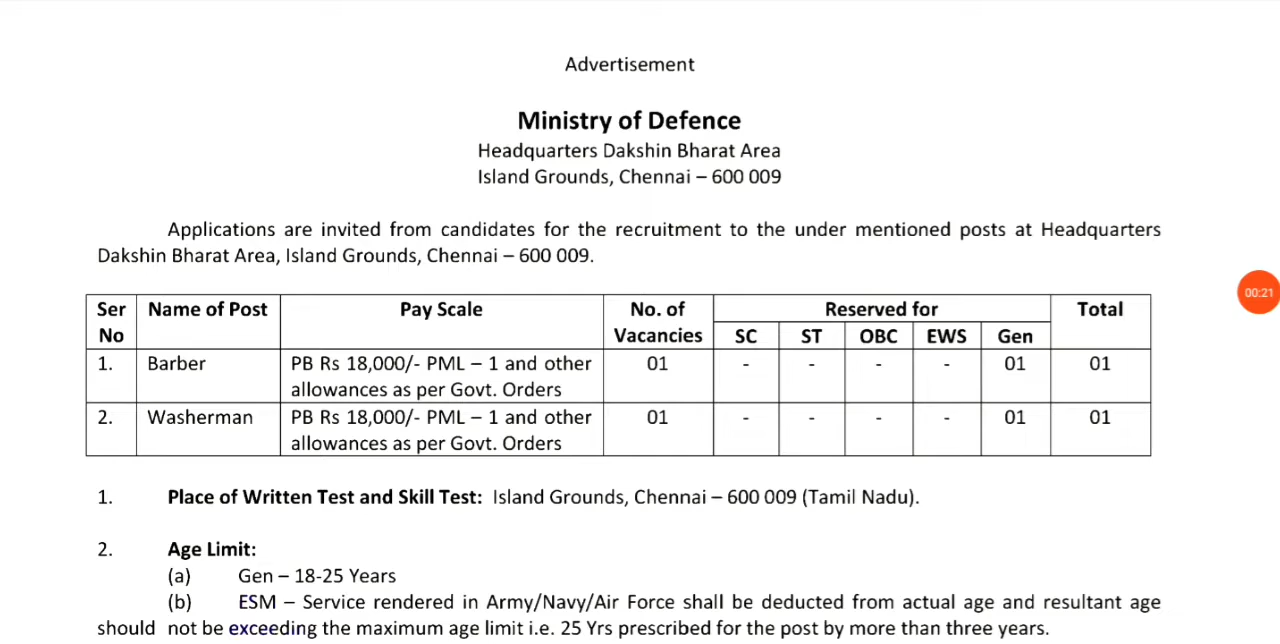 Advertisement
Ministry of Defence
Headquarters Dakshin Bharat Area
Island Grounds, Chennai – 600 009
Applications are invited from candidates for the recruitment to the under mentioned posts at Headquarters
Dakshin Bharat Area, Island Grounds, Chennai – 600 009.
Ser No | Name of Post | Pay Scale | No. of Vacancies | Reserved for | Total
SC | ST | OBC | EWS | Gen
1. | Barber | PB Rs 18,000/- PML – 1 and other allowances as per Govt. Orders | 01 | - | - | - | - | 01 | 01
2. | Washerman | PB Rs 18,000/- PML – 1 and other allowances as per Govt. Orders | 01 | - | - | - | - | 01 | 01
1. Place of Written Test and Skill Test: Island Grounds, Chennai – 600 009 (Tamil Nadu).
2. Age Limit:
(a) Gen – 18-25 Years
(b) ESM – Service rendered in Army/Navy/Air Force shall be deducted from actual age and resultant age
should not be exceeding the maximum age limit i.e. 25 Yrs prescribed for the post by more than three years.
00:21